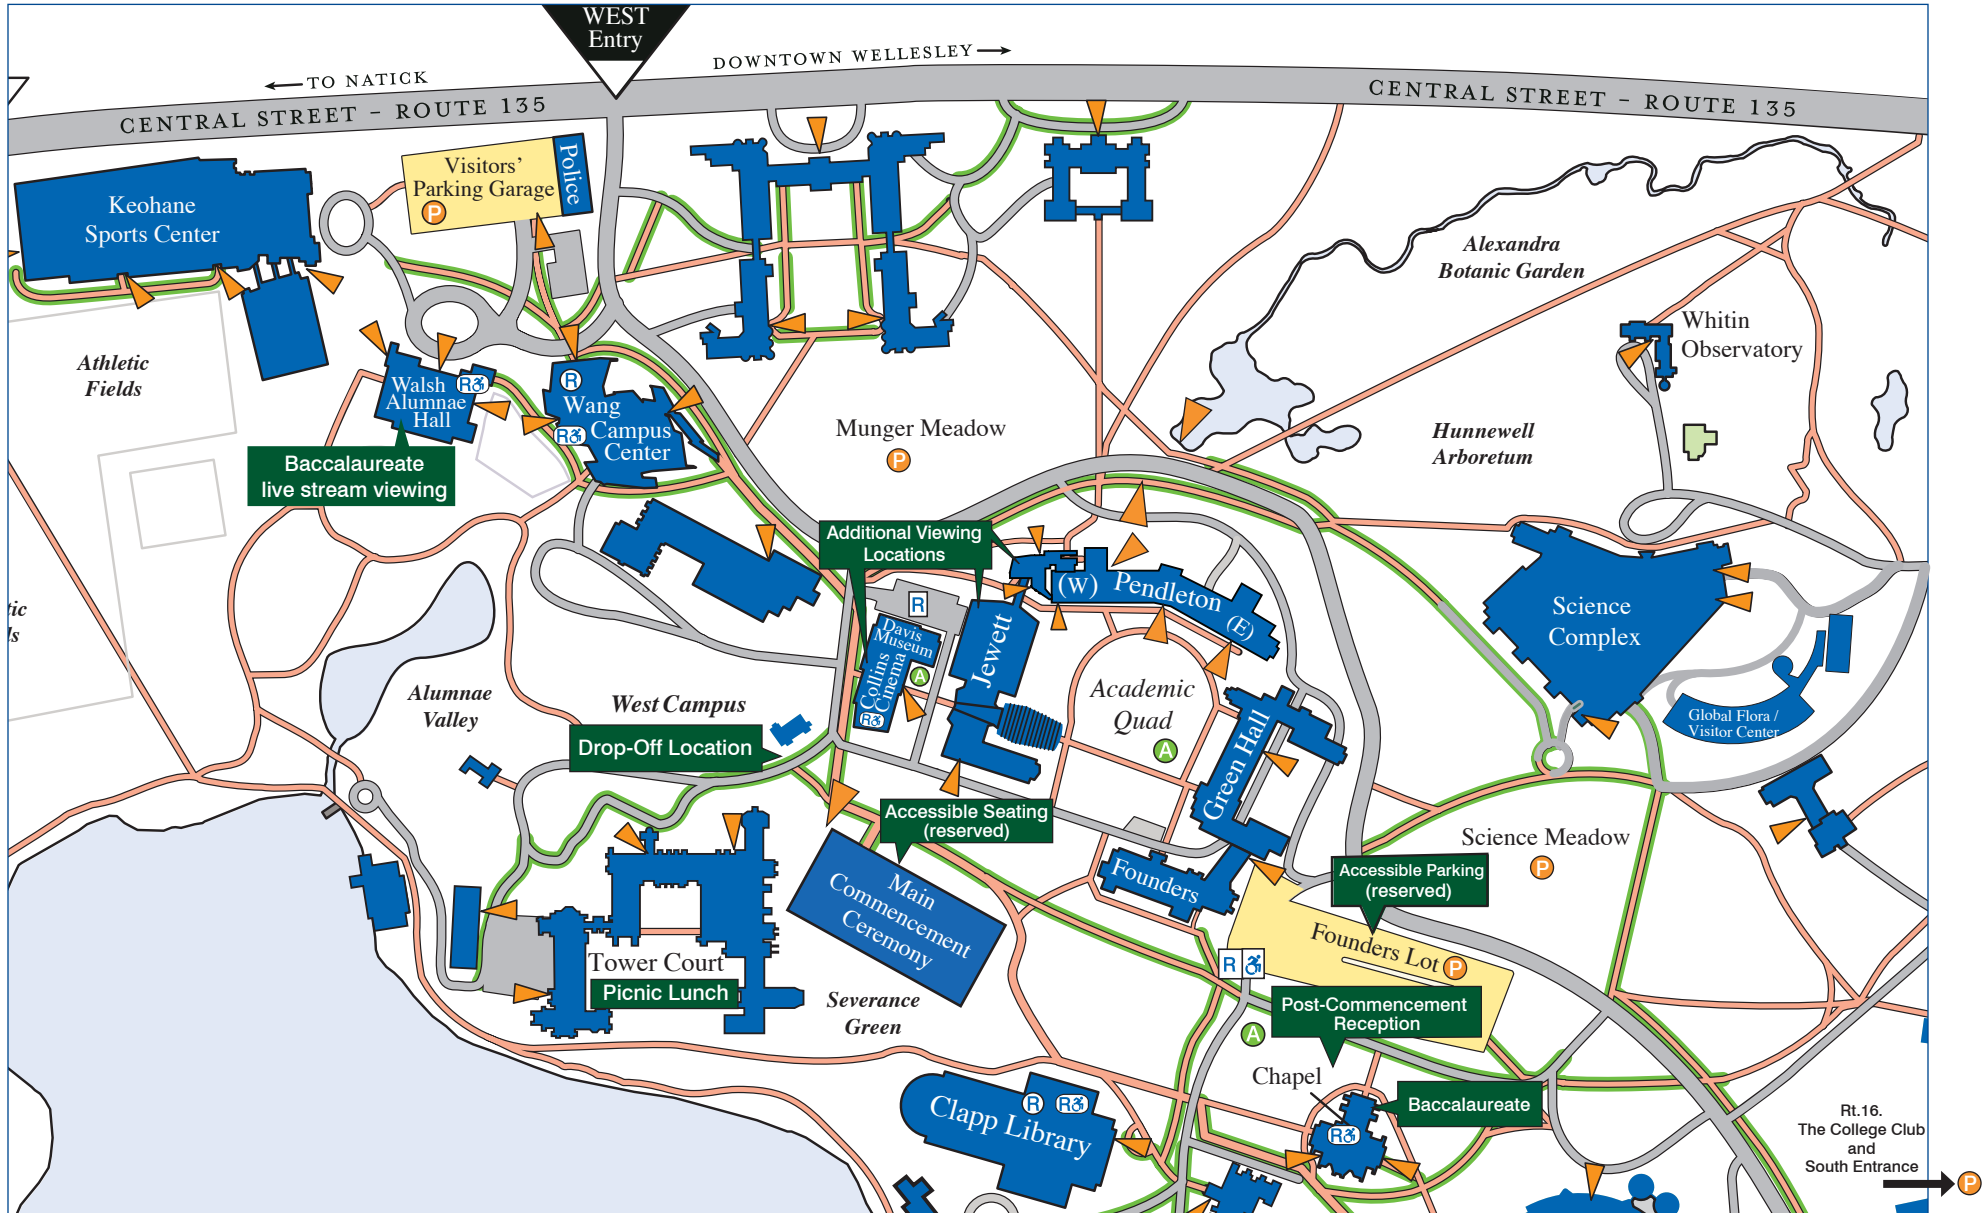 WEST
Entry
DOWNTOWN WELLESLEY
TO NATICK
CENTRAL STREET – ROUTE 135
CENTRAL STREET – ROUTE 135
Visitors'
Parking Garage
P
Police
Keohane
Sports Center
Alexandra
Botanic Garden
Whitin
Observatory
Athletic
Fields
Walsh
Alumnae
Hall
R
R
Wang
Campus
Center
R
Munger Meadow
P
Hunnewell
Arboretum
Baccalaureate
live stream viewing
Additional Viewing
Locations
(W) Pendleton (E)
R
Davis
Museum
Collins
Cinema
R
A
Jewett
Science
Complex
tic
ls
Alumnae
Valley
West Campus
Academic
Quad
A
Global Flora /
Visitor Center
Drop-Off Location
Green Hall
Accessible Seating
(reserved)
Science Meadow
P
Founders
Accessible Parking
(reserved)
Main
Commencement
Ceremony
Founders Lot P
R
Tower Court
Picnic Lunch
Severance
Green
Post-Commencement
Reception
A
Chapel
Baccalaureate
R
R
R
Clapp Library
Rt.16.
The College Club
and
South Entrance
P